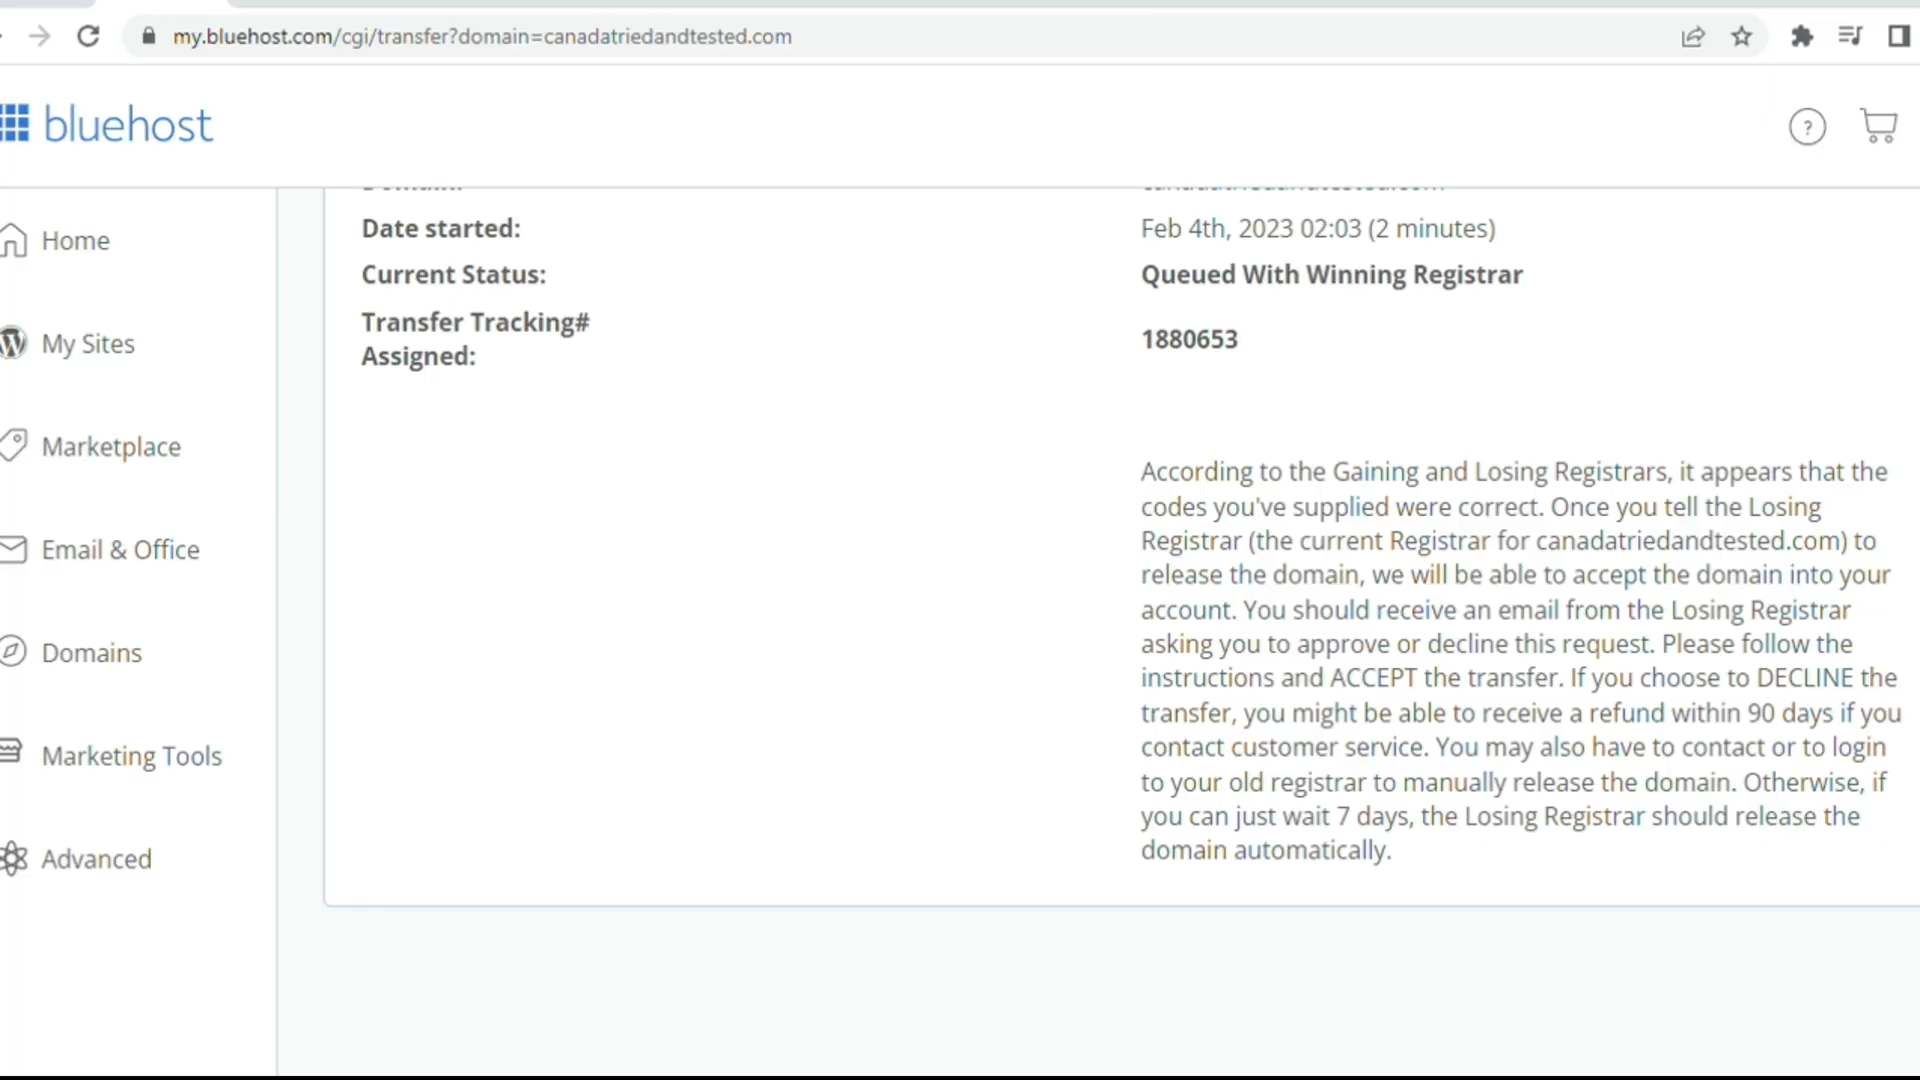 my.bluehost.com/cgi/transfer?domain=canadatriedandtested.com
bluehost
?
Home
My Sites
Marketplace
Email & Office
Domains
Marketing Tools
Advanced
Date started:
Feb 4th, 2023 02:03 (2 minutes)
Current Status:
Queued With Winning Registrar
Transfer Tracking#
Assigned:
1880653
According to the Gaining and Losing Registrars, it appears that the
codes you've supplied were correct. Once you tell the Losing
Registrar (the current Registrar for canadatriedandtested.com) to
release the domain, we will be able to accept the domain into your
account. You should receive an email from the Losing Registrar
asking you to approve or decline this request. Please follow the
instructions and ACCEPT the transfer. If you choose to DECLINE the
transfer, you might be able to receive a refund within 90 days if you
contact customer service. You may also have to contact or to login
to your old registrar to manually release the domain. Otherwise, if
you can just wait 7 days, the Losing Registrar should release the
domain automatically.